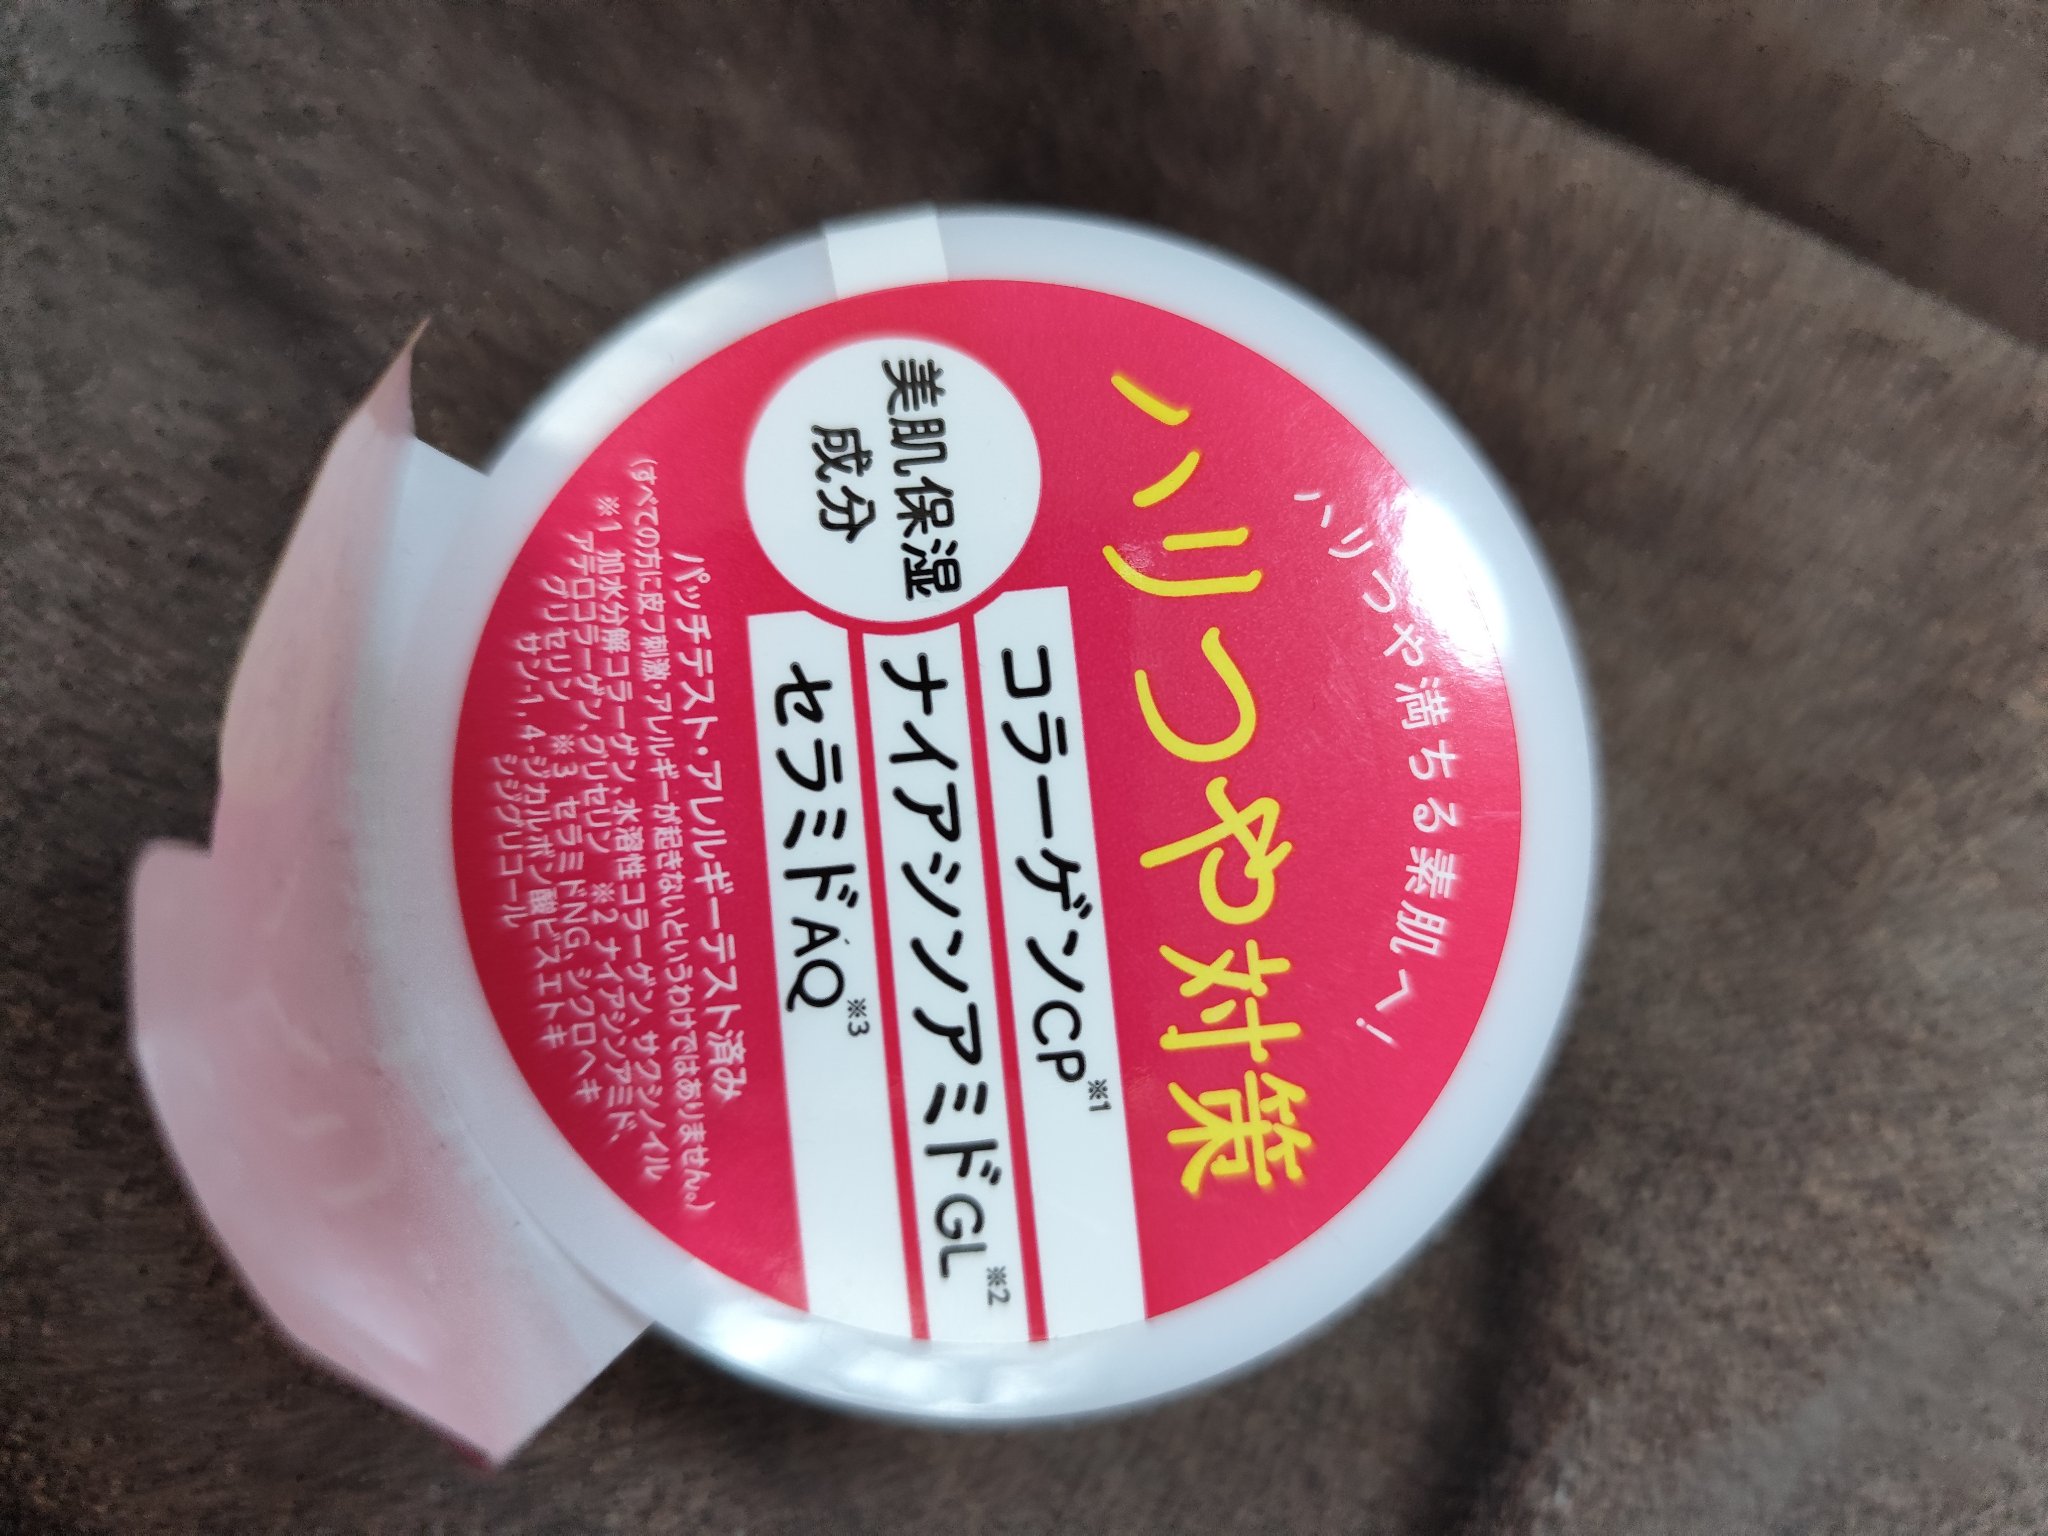 ハリつや満ちる素肌へ!
ハリつや対策
美肌保湿
成分
コラーゲンCP※1
ナイアシンアミドGL※2
セラミドAQ※3
パッチテスト・アレルギーテスト済み
(すべての方に皮フ刺激・アレルギーが起きないというわけではありません。)
※1 加水分解コラーゲン、水溶性コラーゲン、サクシノイル
アテロコラーゲン、グリセリン ※2 ナイアシンアミド、
グリセリン ※3 セラミドNG、シクロヘキ
サン-1,4-ジカルボン酸ビスエトキ
シジグリコール